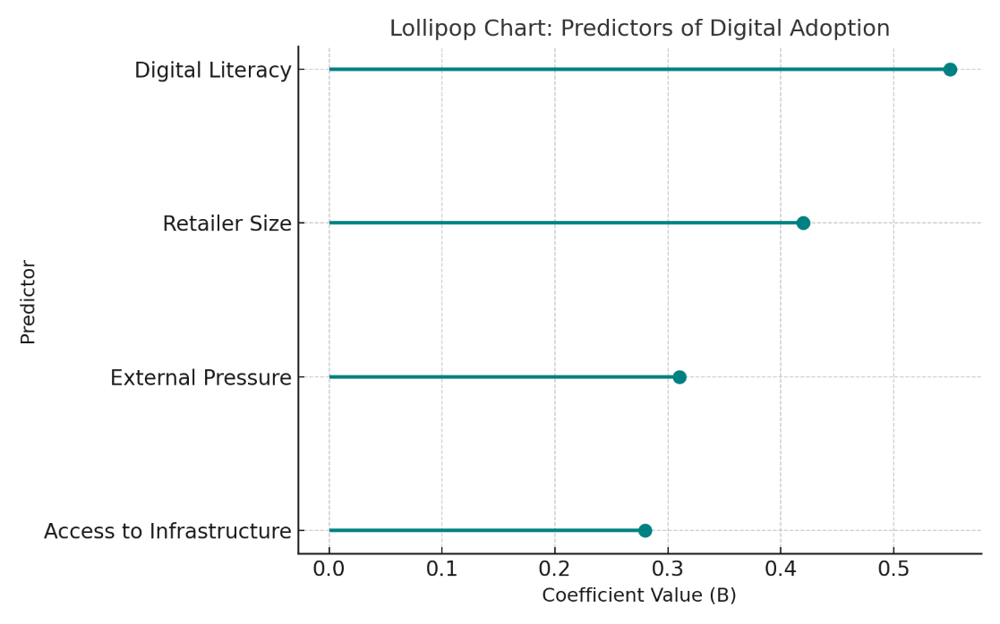 Lollipop Chart: Predictors of Digital Adoption
Digital Literacy
Retailer Size
External Pressure
Access to Infrastructure
Predictor
0.0 0.1 0.2 0.3 0.4 0.5
Coefficient Value (B)